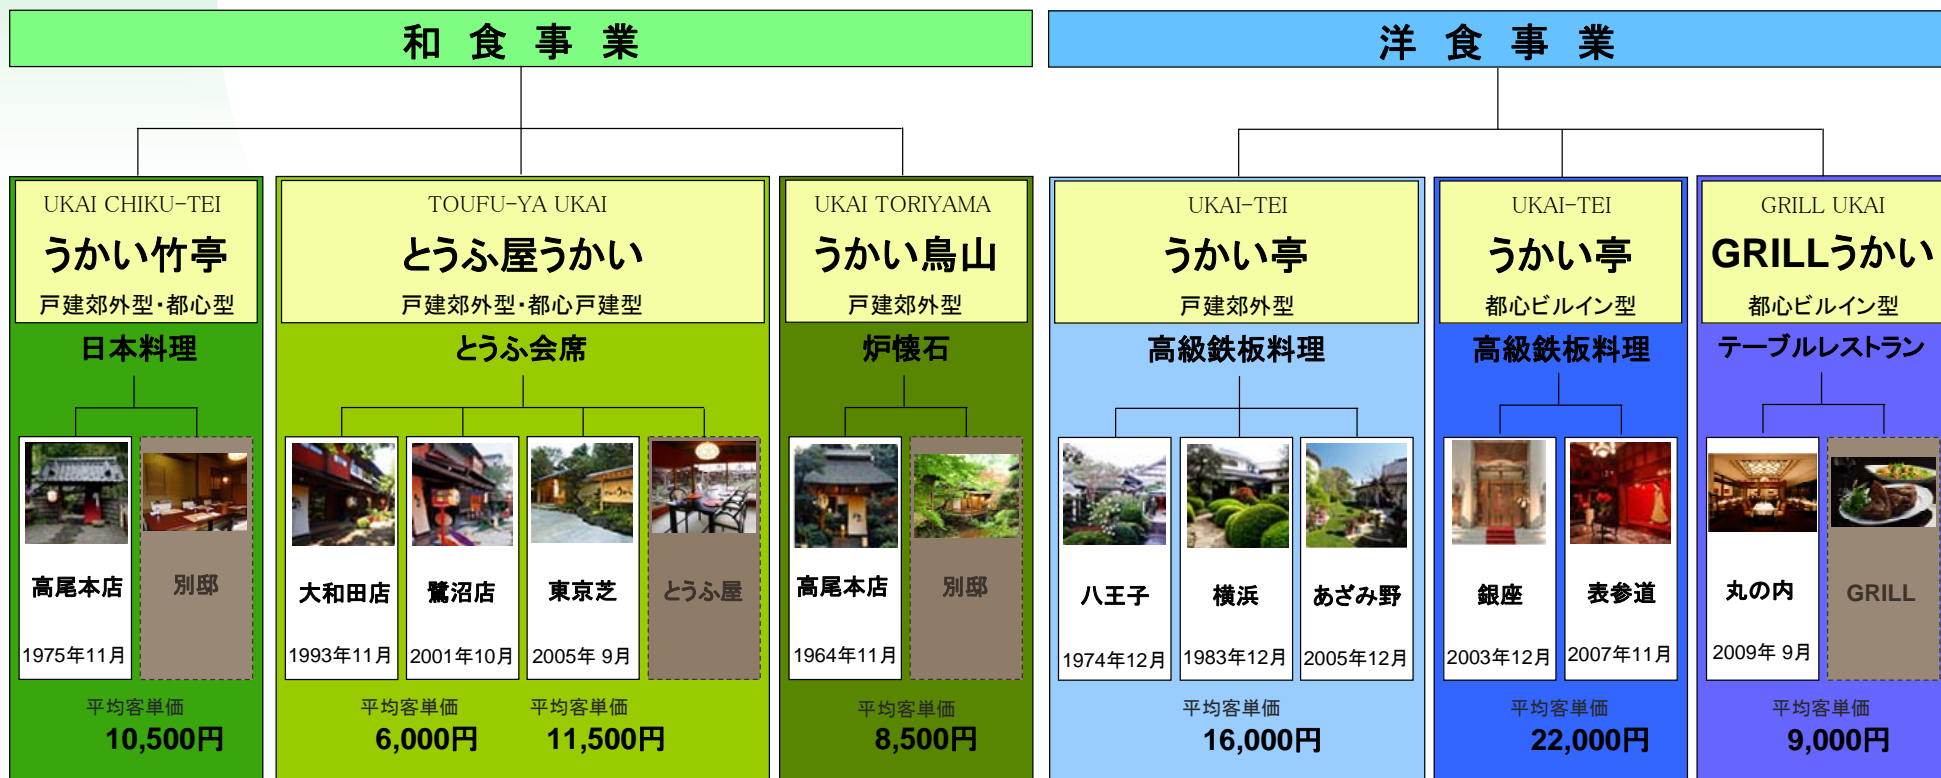 和食事業
洋食事業
UKAI CHIKU-TEI
うかい竹亭
戸建郊外型・都心型
日本料理
高尾本店
1975年11月
別邸
平均客単価
10,500円
TOUFU-YA UKAI
とうふ屋うかい
戸建郊外型・都心戸建型
とうふ会席
大和田店
1993年11月
鷺沼店
2001年10月
東京芝
2005年 9月
とうふ屋
平均客単価
6,000円
平均客単価
11,500円
UKAI TORIYAMA
うかい鳥山
戸建郊外型
炉懐石
高尾本店
1964年11月
別邸
平均客単価
8,500円
UKAI-TEI
うかい亭
戸建郊外型
高級鉄板料理
八王子
1974年12月
横浜
1983年12月
あざみ野
2005年12月
平均客単価
16,000円
UKAI-TEI
うかい亭
都心ビルイン型
高級鉄板料理
銀座
2003年12月
表参道
2007年11月
平均客単価
22,000円
GRILL UKAI
GRILLうかい
都心ビルイン型
テーブルレストラン
丸の内
2009年 9月
GRILL
平均客単価
9,000円